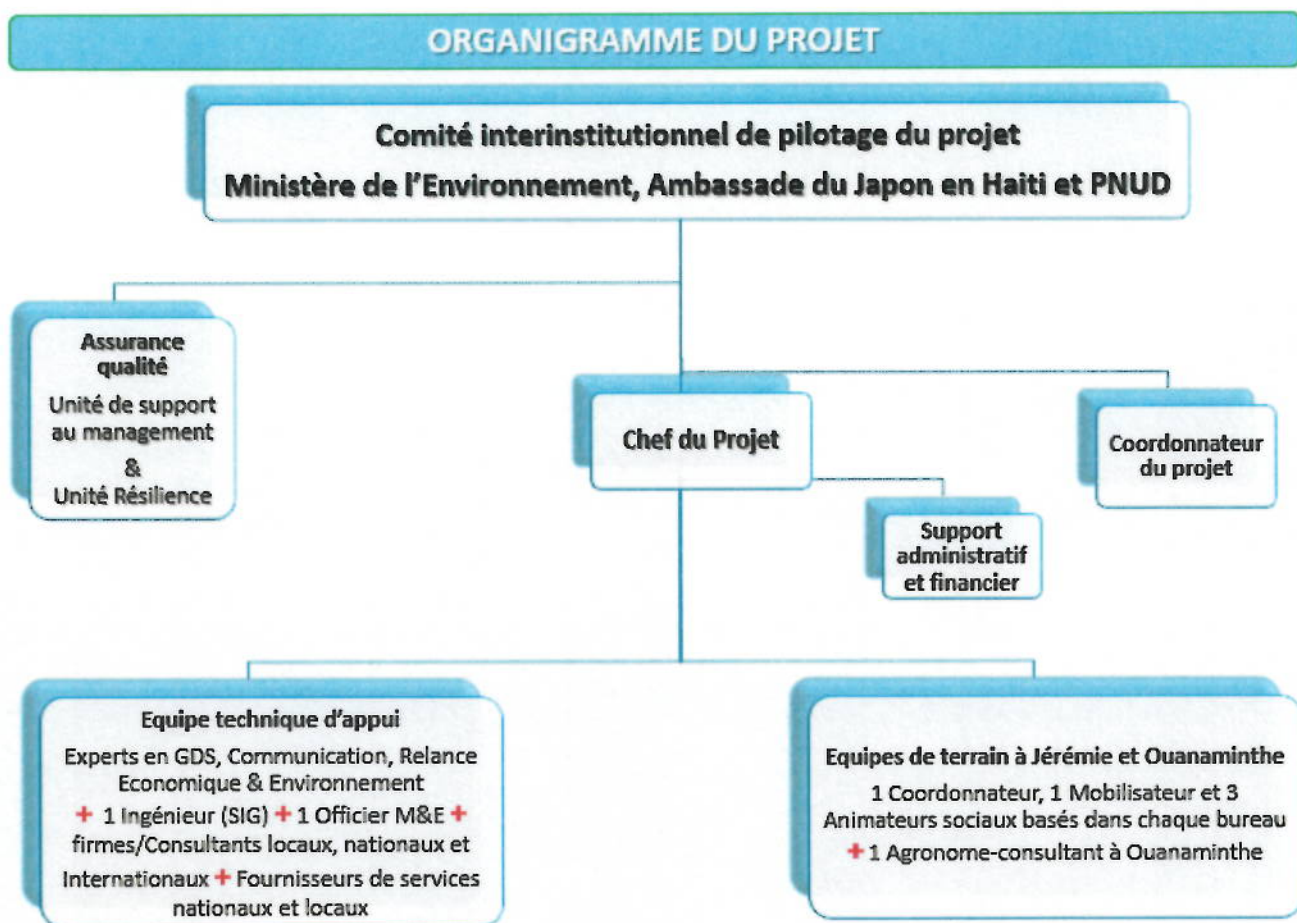 ORGANIGRAMME DU PROJET
Comité interinstitutionnel de pilotage du projet
Ministère de l'Environnement, Ambassade du Japon en Haiti et PNUD
Assurance
qualité
Unité de support
au management
&
Unité Résilience
Chef du Projet
Coordonnateur
du projet
Support
administratif
et financier
Equipe technique d'appui
Experts en GDS, Communication, Relance
Economique & Environnement
+ 1 Ingénieur (SIG) + 1 Officier M&E +
firmes/Consultants locaux, nationaux et
Internationaux + Fournisseurs de services
nationaux et locaux
Equipes de terrain à Jérémie et Ouanaminthe
1 Coordonnateur, 1 Mobilisateur et 3
Animateurs sociaux basés dans chaque bureau
+ 1 Agronome-consultant à Ouanaminthe